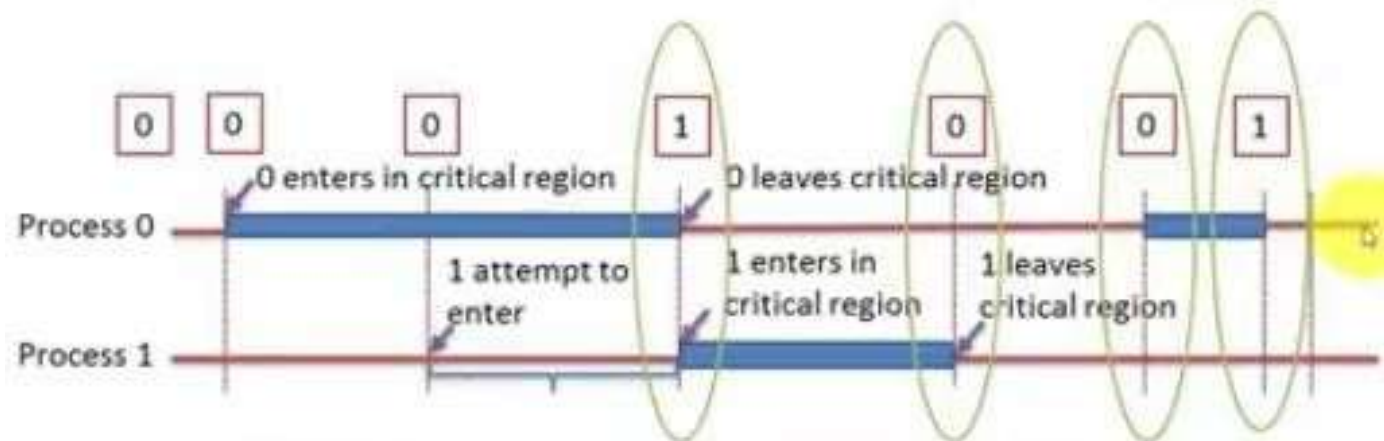 0 0 0 1 0 0 1
0 enters in critical region 0 leaves critical region
Process 0
1 attempt to
enter
1 enters in
critical region
1 leaves
critical region
Process 1